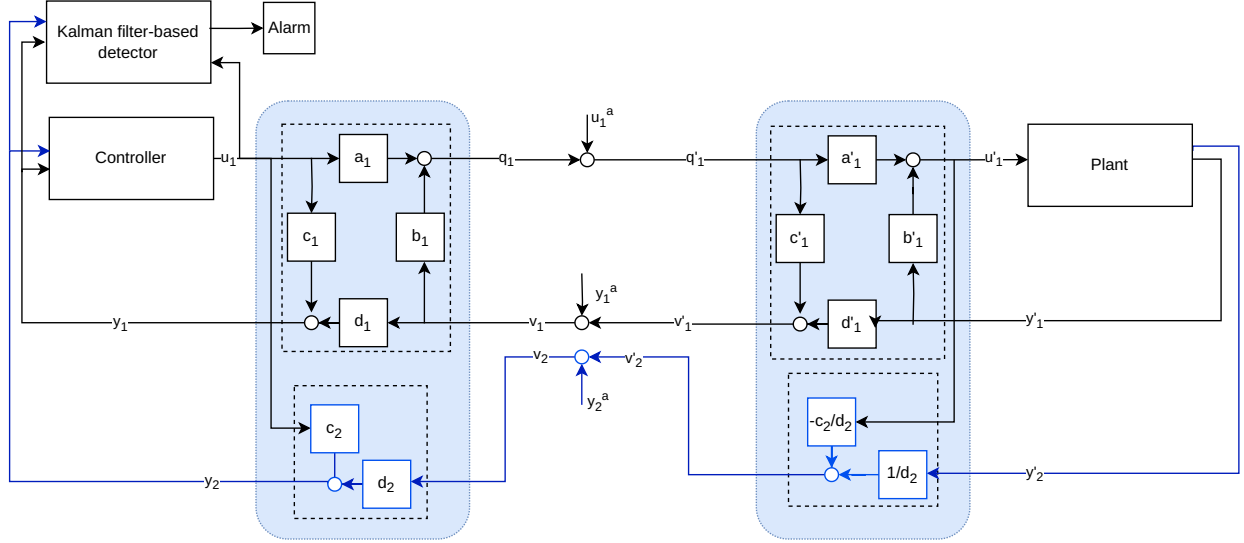 Kalman filter-based
detector
Alarm
Controller
u₁
a₁
q₁
u₁ᵃ
q'₁
a'₁
u'₁
Plant
c₁
b₁
c'₁
b'₁
y₁
d₁
v₁
y₁ᵃ
v'₁
d'₁
y'₁
v₂
v'₂
y₂ᵃ
c₂
-c₂/d₂
y₂
d₂
1/d₂
y'₂